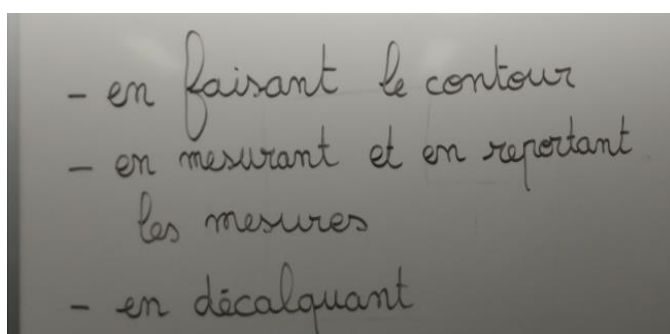 - en faisant le contour
- en mesurant et en reportant
les mesures
- en décalquant